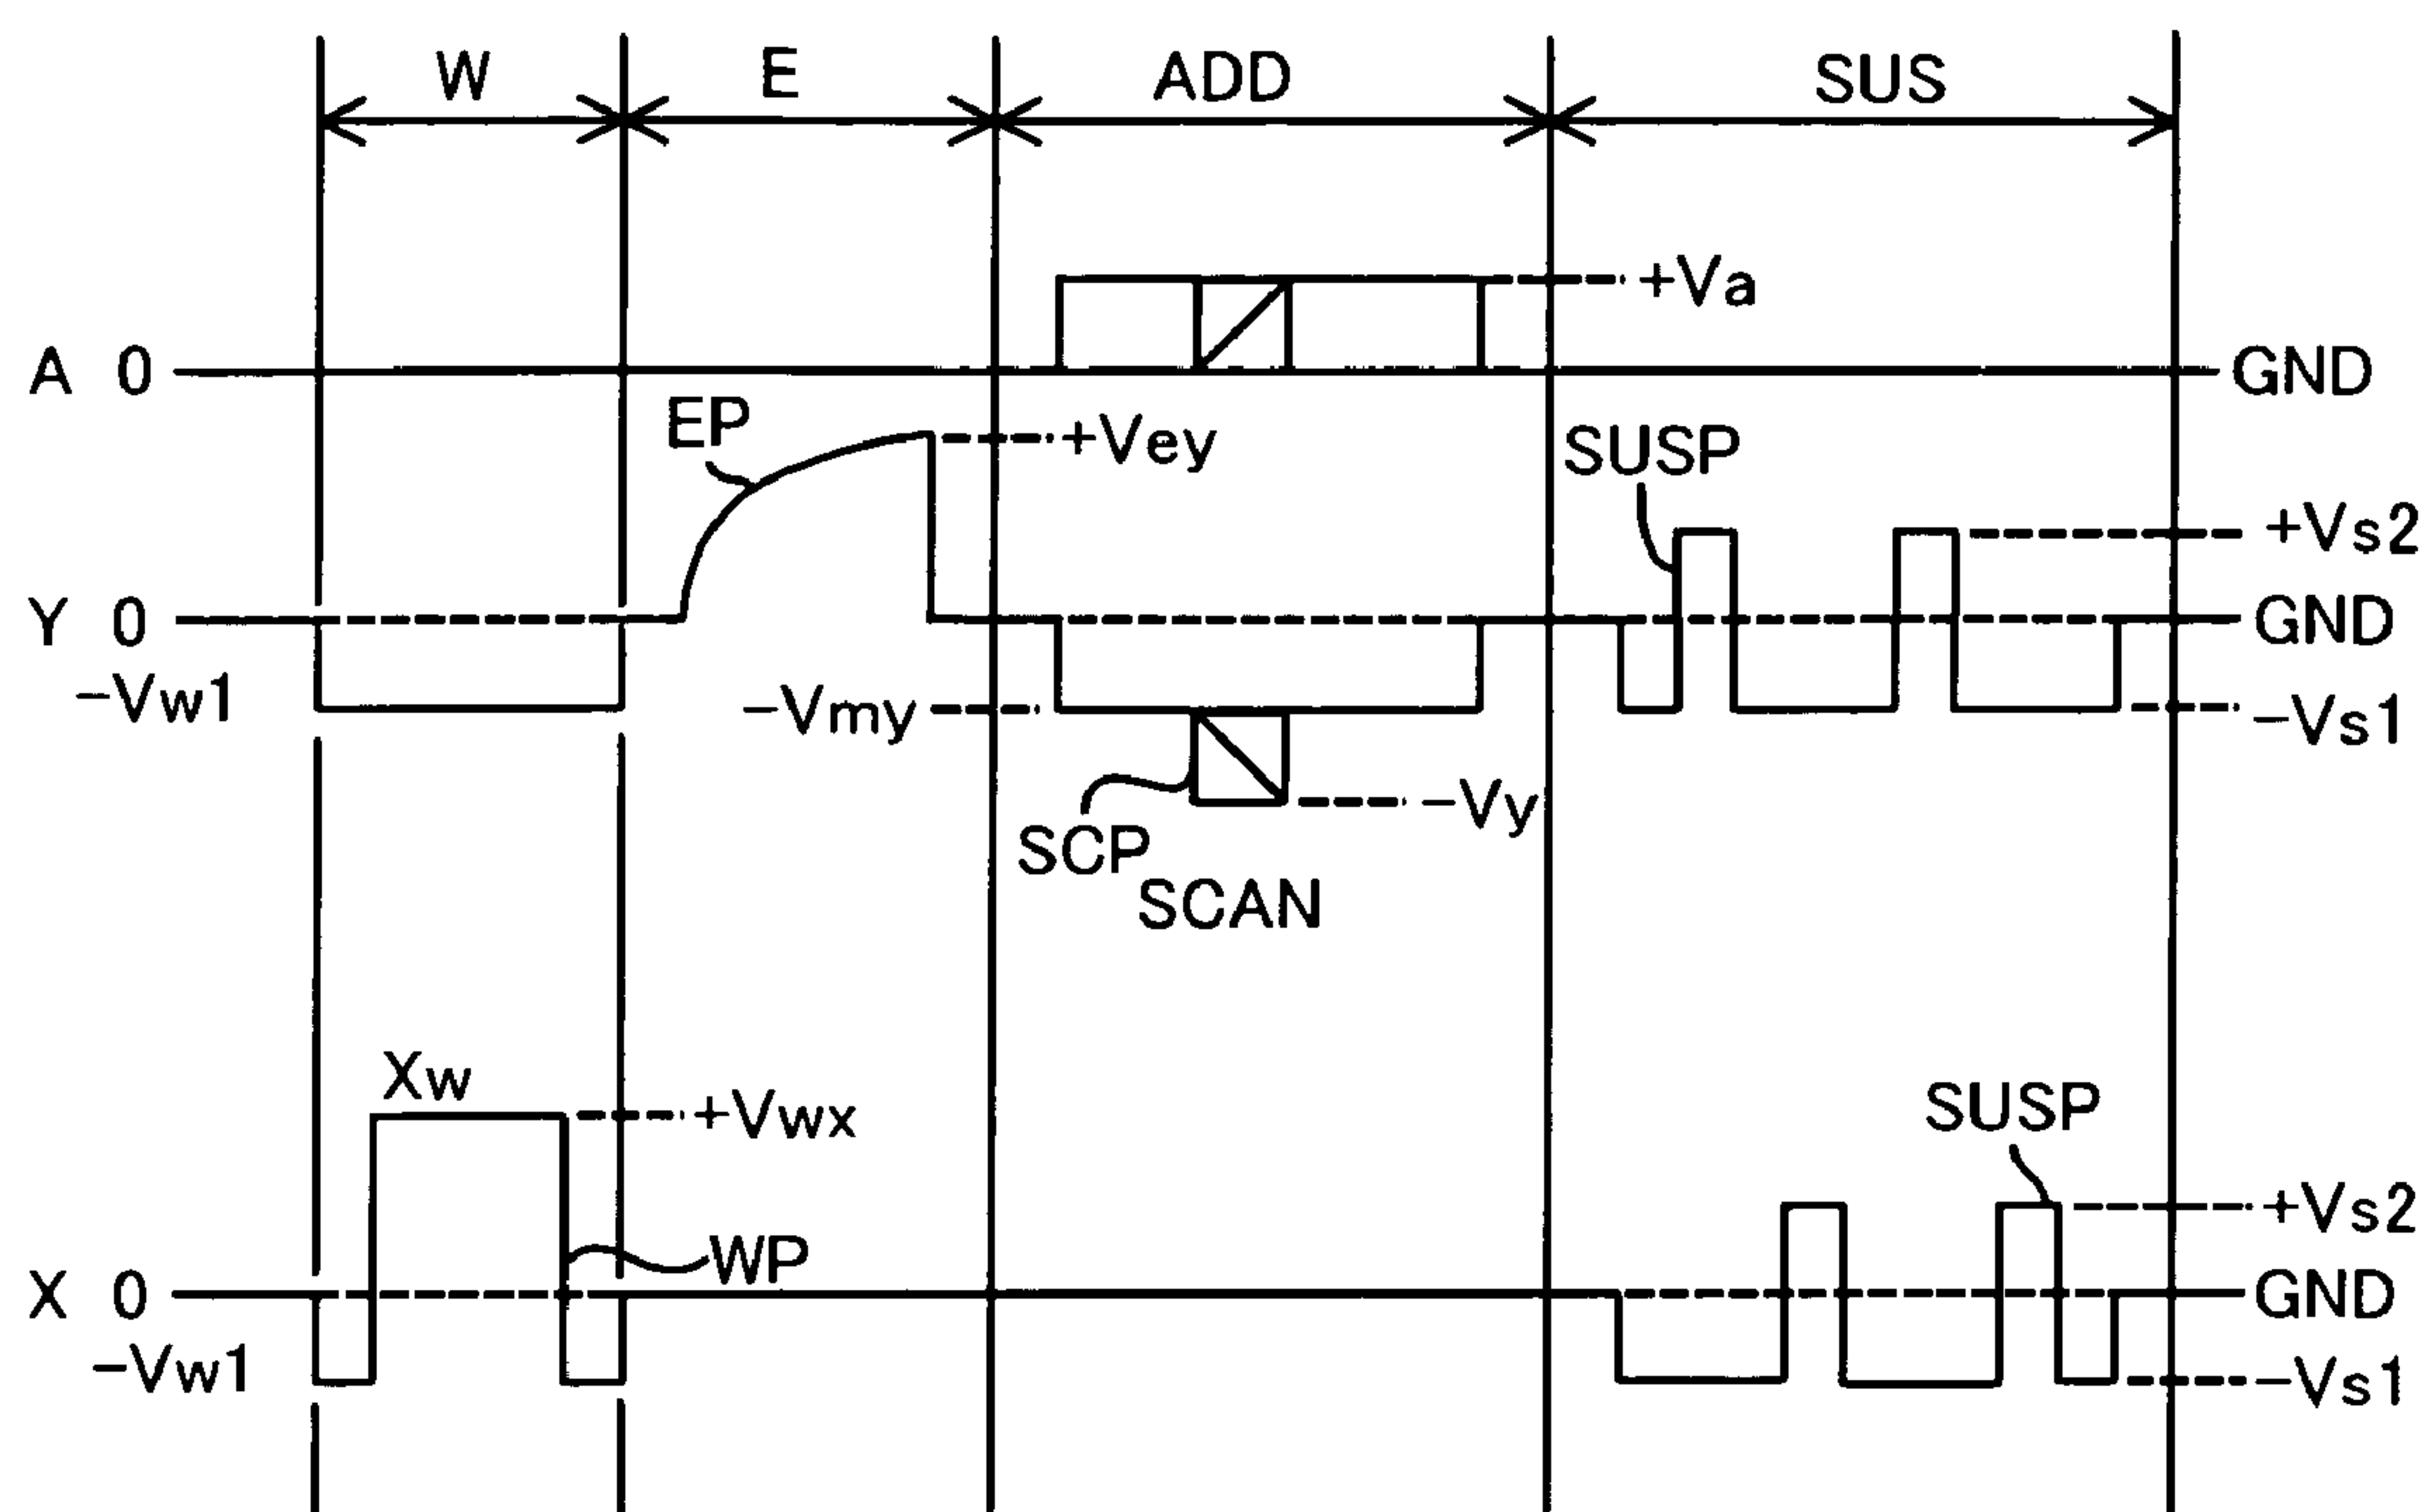 W E ADD SUS
+Va
A 0 GND
EP +Vey SUSP
+Vs2
Y 0 GND
-Vw1 -Vmy -Vs1
-Vy
SCP
SCAN
Xw +Vwx SUSP
+Vs2
WP
X 0 GND
-Vw1 -Vs1